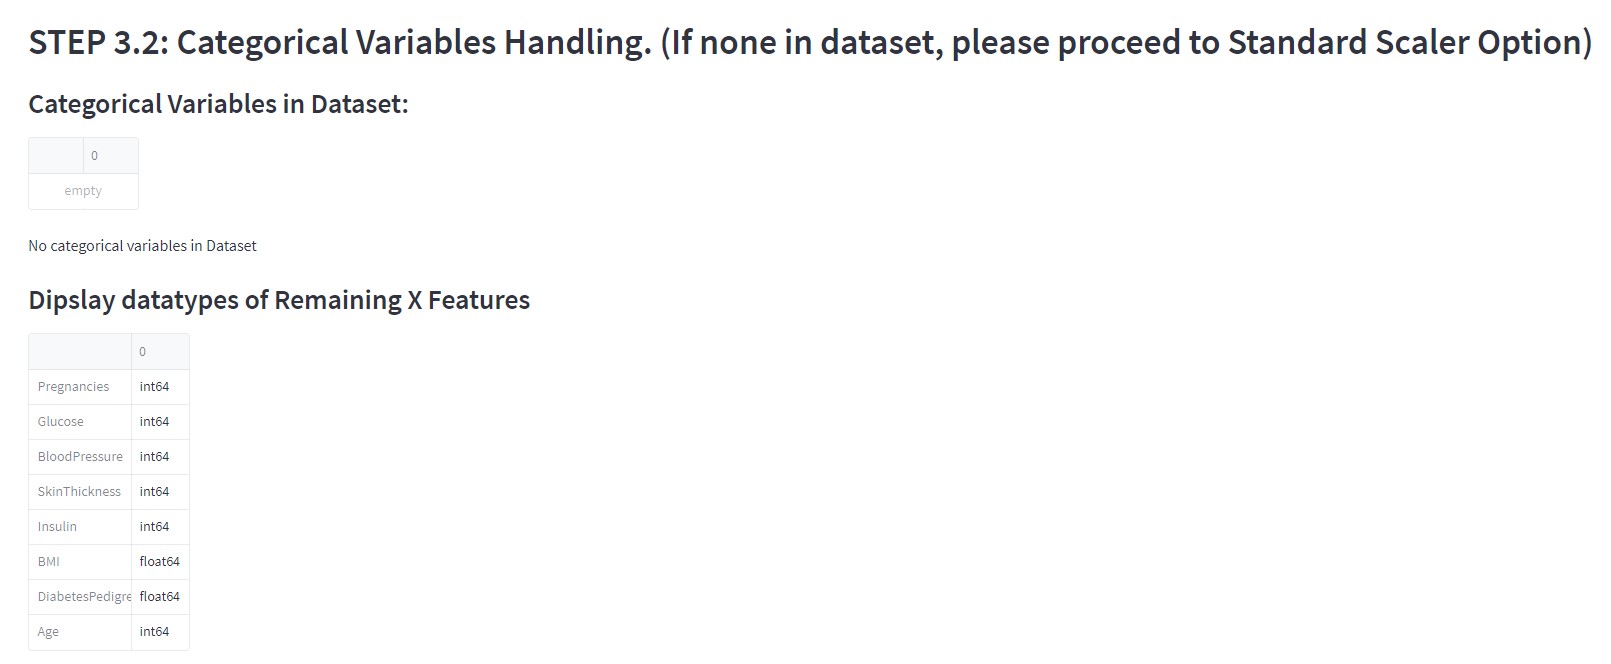 STEP 3.2: Categorical Variables Handling. (If none in dataset, please proceed to Standard Scaler Option)
Categorical Variables in Dataset:
0
empty
No categorical variables in Dataset
Dipslay datatypes of Remaining X Features
0
Pregnancies int64
Glucose int64
BloodPressure int64
SkinThickness int64
Insulin int64
BMI float64
DiabetesPedigre float64
Age int64